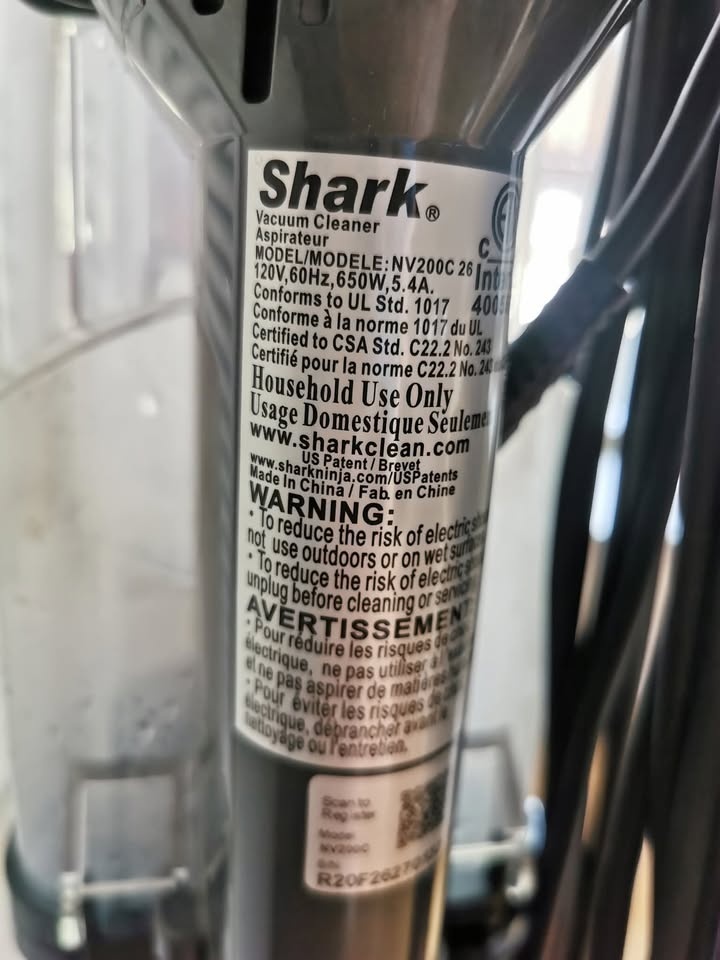 Shark®
Vacuum Cleaner
Aspirateur
MODEL/MODELE: NV200C 26
120V,60Hz,650W,5.4A.
Conforms to UL Std. 1017
Conforme à la norme 1017 du UL
Certified to CSA Std. C22.2 No. 243
Certifié pour la norme C22.2 No. 243
C
Household Use Only
Usage Domestique
www.sharkclean.com
US Patent / Brevet
www.sharkninja.com/USPatents
Made In China / Fab. en Chine
WARNING:
• To reduce the risk of electric
not use outdoors or on wet
• To reduce the risk of electric
unplug before cleaning or
AVERTISSEMENT
• Pour réduire les risques de
électrique, ne pas utiliser à
et ne pas aspirer de
• Pour éviter les risques de
électrique, débrancher avant
nettoyage ou l'entretien.
Scan to
Register
Model
NV200C